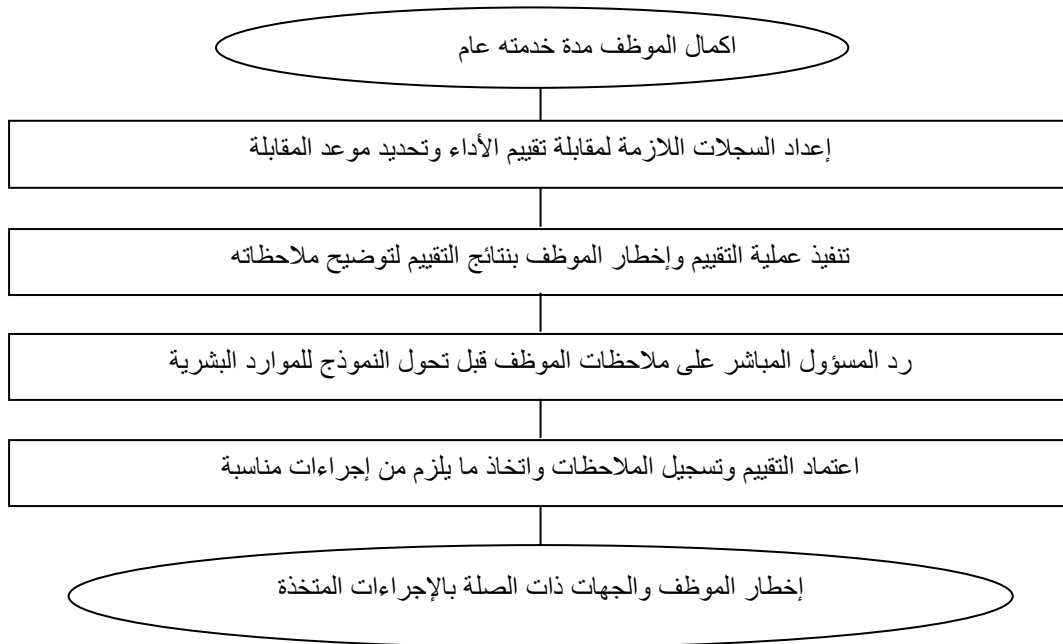 اكمال الموظف مدة خدمته عام
إعداد السجلات اللازمة لمقابلة تقييم الأداء وتحديد موعد المقابلة
تنفيذ عملية التقييم وإخطار الموظف بنتائج التقييم لتوضيح ملاحظاته
رد المسؤول المباشر على ملاحظات الموظف قبل تحول النموذج للموارد البشرية
اعتماد التقييم وتسجيل الملاحظات واتخاذ ما يلزم من إجراءات مناسبة
إخطار الموظف والجهات ذات الصلة بالإجراءات المتخذة